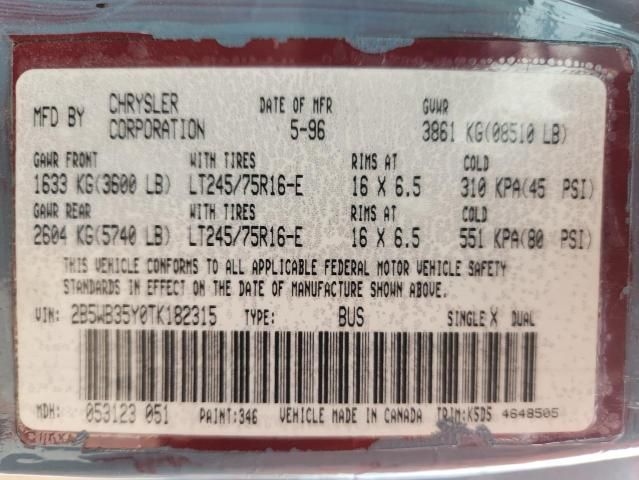 MFD BY CHRYSLER CORPORATION DATE OF MFR 5-96 GVWR 3861 KG(08510 LB)
GAWR FRONT WITH TIRES RIMS AT COLD
1633 KG(3600 LB) LT245/75R16-E 16 X 6.5 310 KPA(45 PSI)
GAWR REAR WITH TIRES RIMS AT COLD
2604 KG(5740 LB) LT245/75R16-E 16 X 6.5 551 KPA(80 PSI)
THIS VEHICLE CONFORMS TO ALL APPLICABLE FEDERAL MOTOR VEHICLE SAFETY
STANDARDS IN EFFECT ON THE DATE OF MANUFACTURE SHOWN ABOVE.
VIN: 2B5WB35Y0TK182315 TYPE: BUS SINGLE X DUAL
MDH: 053123 051 PAINT:346 VEHICLE MADE IN CANADA TRIM:K5D5 4648505